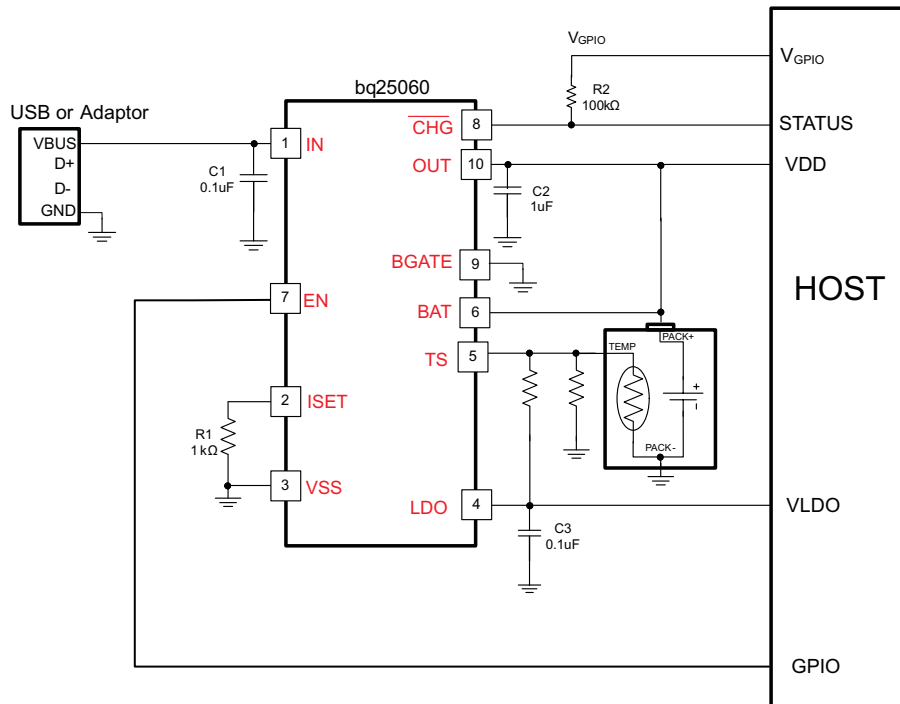 V_GPIO
V_GPIO
R2
100kΩ
bq25060
USB or Adaptor
VBUS
D+
D-
GND
C1
0.1uF
1
IN
CHG
8
STATUS
OUT
10
VDD
C2
1uF
BGATE
9
HOST
7
EN
BAT
6
TS
5
TEMP
PACK+
+
−
PACK-
2
ISET
R1
1kΩ
3
VSS
LDO
4
VLDO
C3
0.1uF
GPIO